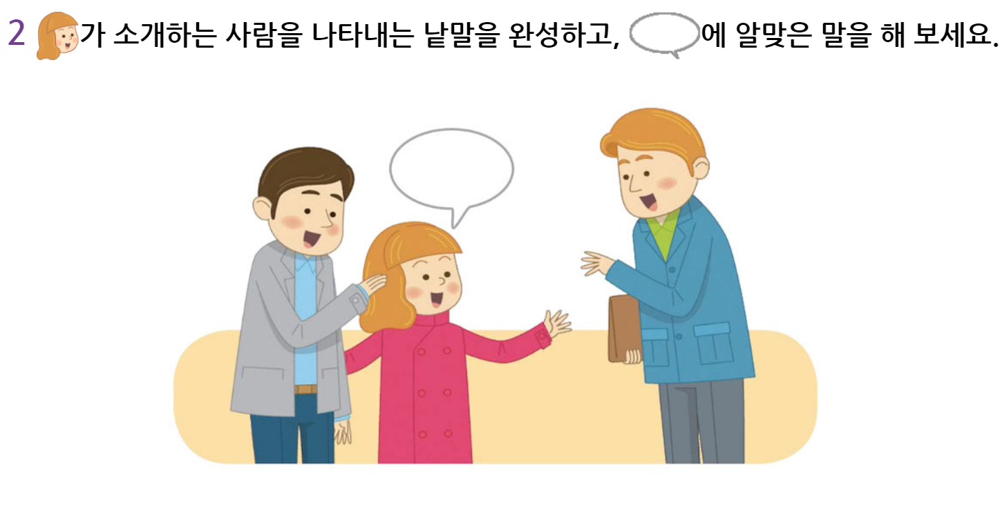 2 가 소개하는 사람을 나타내는 낱말을 완성하고, 에 알맞은 말을 해 보세요.